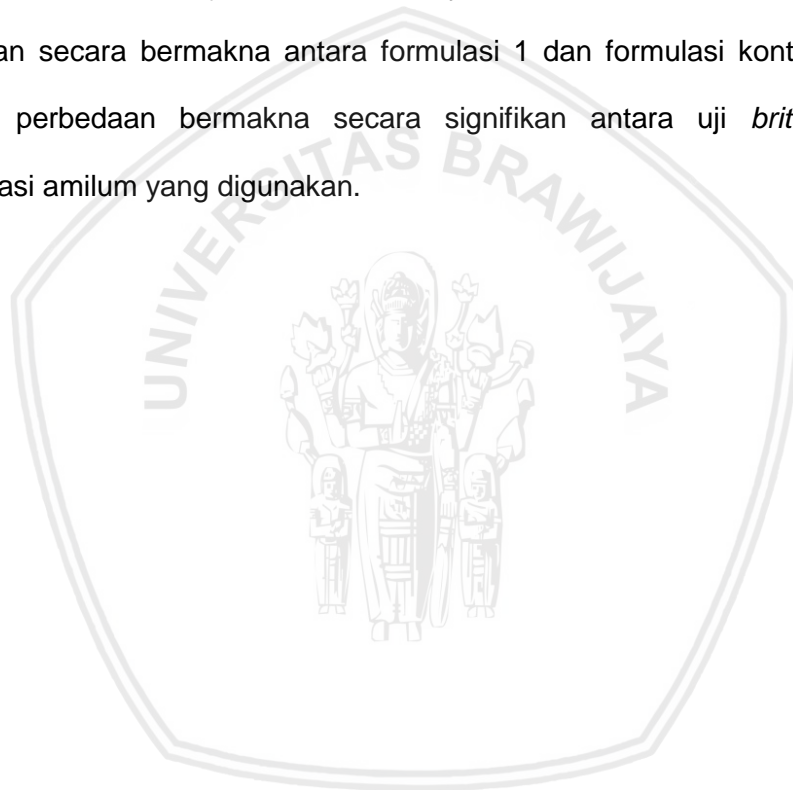 an secara bermakna antara formulasi 1 dan formulasi kont
perbedaan bermakna secara signifikan antara uji brit
asi amilum yang digunakan.
UNIVERSITAS BRAWIJAYA